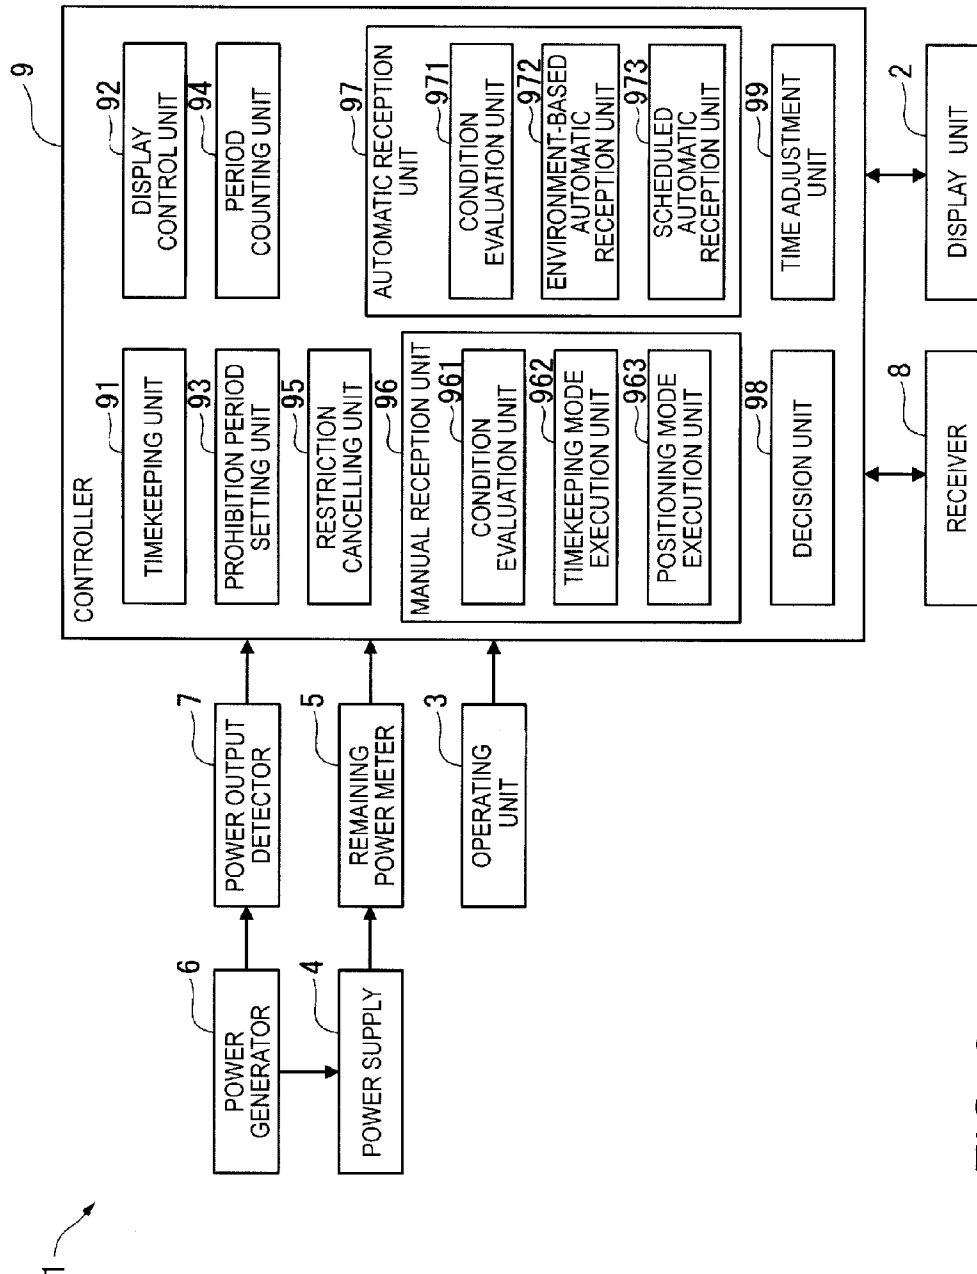 1
9
CONTROLLER
91
TIMEKEEPING UNIT
92
DISPLAY
CONTROL UNIT
93
PROHIBITION PERIOD
SETTING UNIT
94
PERIOD
COUNTING UNIT
95
RESTRICTION
CANCELLING UNIT
96
MANUAL RECEPTION UNIT
961
CONDITION
EVALUATION UNIT
962
TIMEKEEPING MODE
EXECUTION UNIT
963
POSITIONING MODE
EXECUTION UNIT
97
AUTOMATIC RECEPTION
UNIT
971
CONDITION
EVALUATION UNIT
972
ENVIRONMENT-BASED
AUTOMATIC
RECEPTION UNIT
973
SCHEDULED
AUTOMATIC
RECEPTION UNIT
98
DECISION UNIT
99
TIME ADJUSTMENT
UNIT
6
POWER
GENERATOR
7
POWER OUTPUT
DETECTOR
4
POWER SUPPLY
5
REMAINING
POWER METER
3
OPERATING
UNIT
8
RECEIVER
2
DISPLAY UNIT